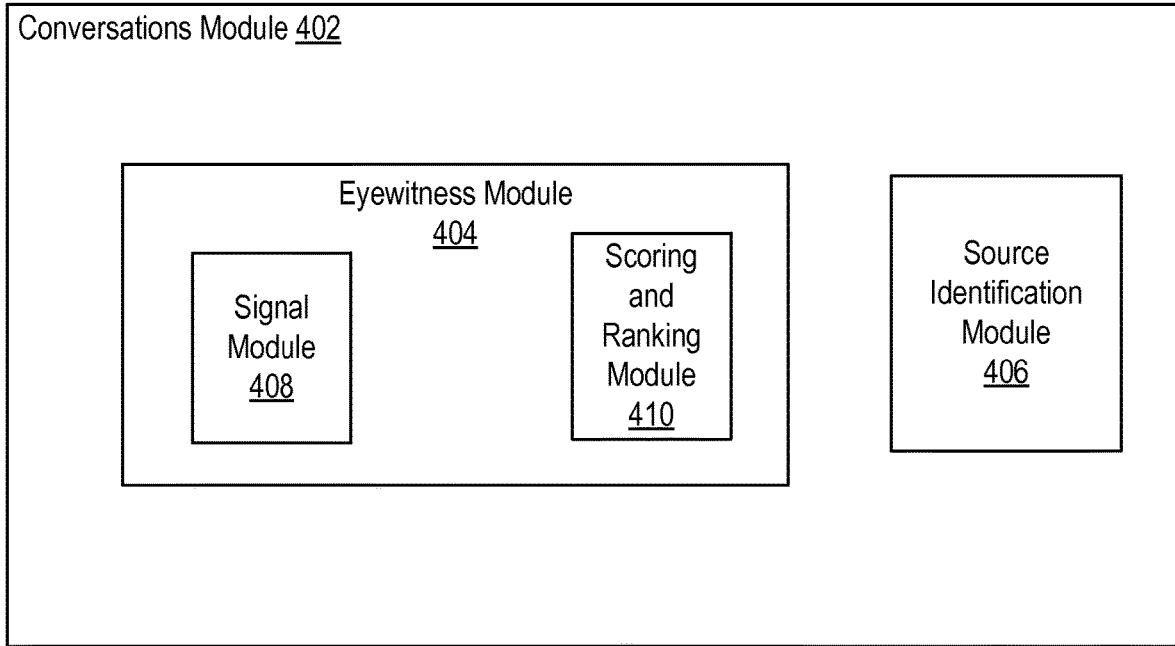 Conversations Module 402
Eyewitness Module
404
Signal
Module
408
Scoring
and
Ranking
Module
410
Source
Identification
Module
406